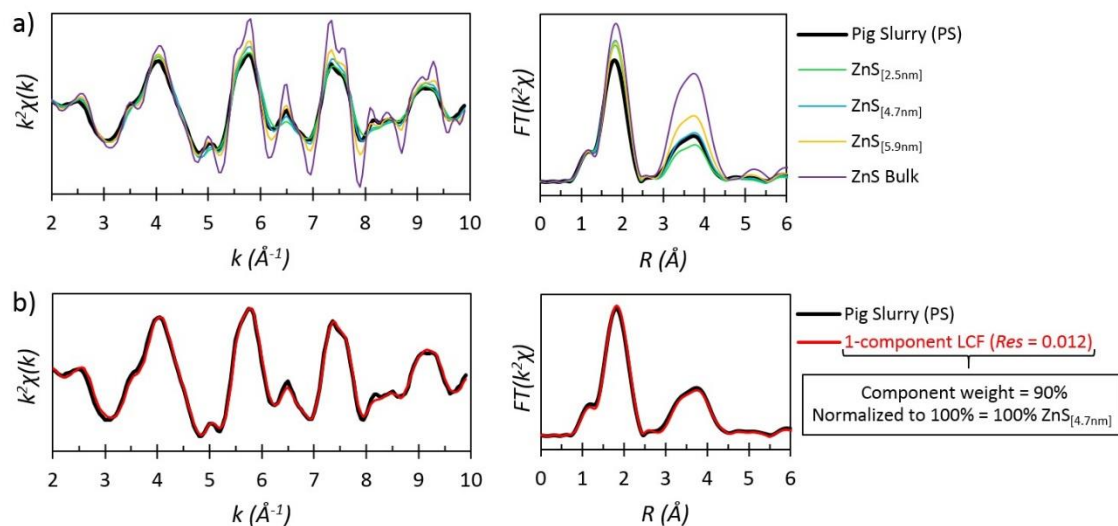 a)
k²χ(k)
2 3 4 5 6 7 8 9 10
k (Å⁻¹)
FT(k²χ)
0 1 2 3 4 5 6
R (Å)
Pig Slurry (PS)
ZnS[2.5nm]
ZnS[4.7nm]
ZnS[5.9nm]
ZnS Bulk
b)
k²χ(k)
2 3 4 5 6 7 8 9 10
k (Å⁻¹)
FT(k²χ)
0 1 2 3 4 5 6
R (Å)
Pig Slurry (PS)
1-component LCF (Res = 0.012)
Component weight = 90%
Normalized to 100% = 100% ZnS[4.7nm]